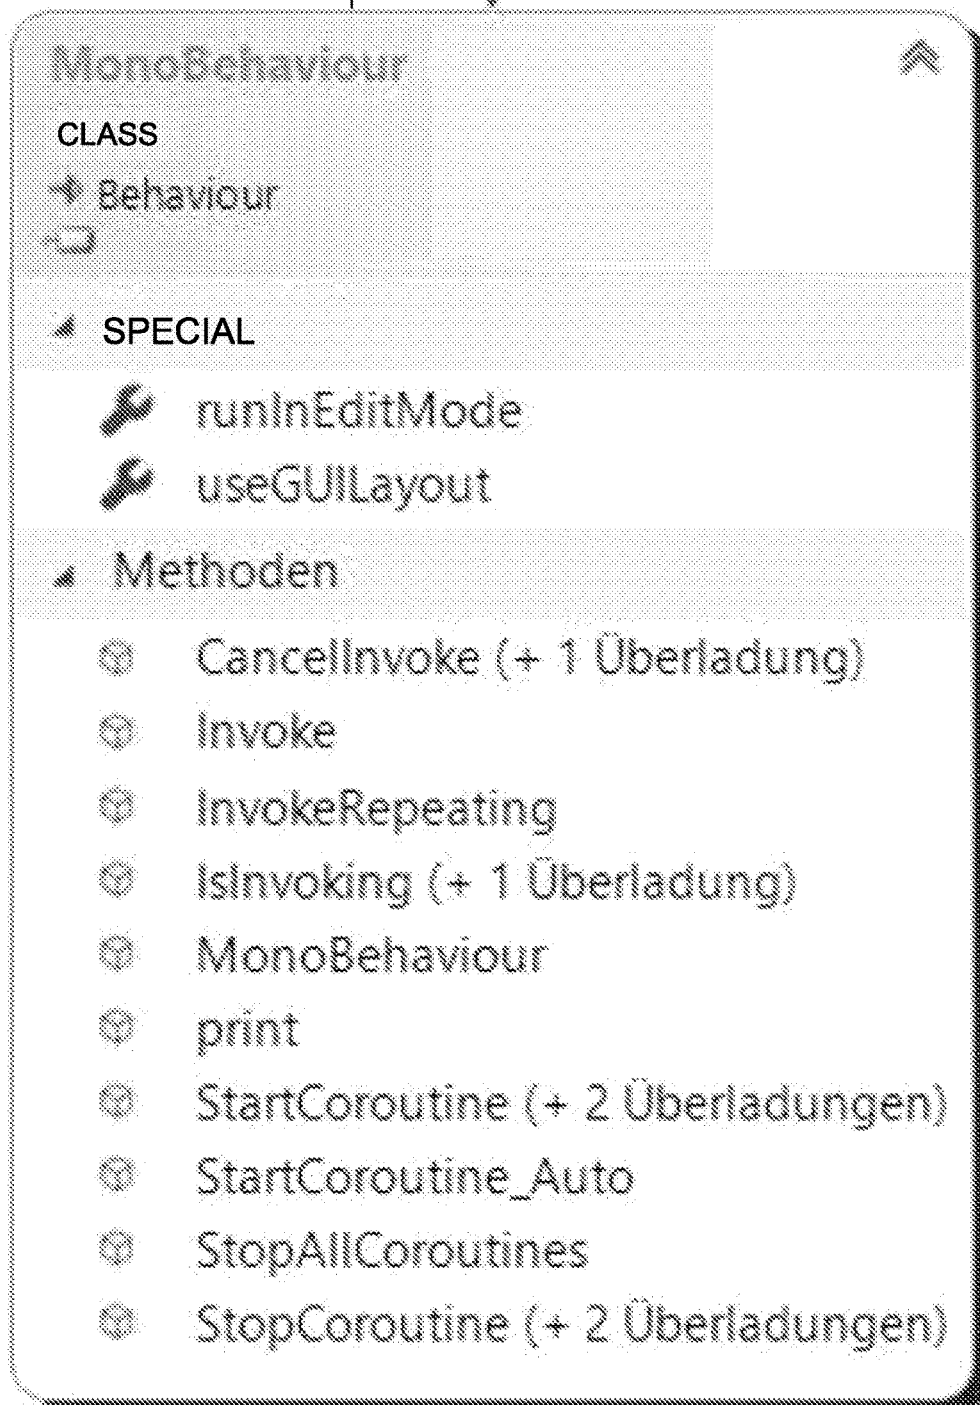 MonoBehaviour
CLASS
Behaviour
SPECIAL
runInEditMode
useGUILayout
Methoden
CancelInvoke (+ 1 Überladung)
Invoke
InvokeRepeating
IsInvoking (+ 1 Überladung)
MonoBehaviour
print
StartCoroutine (+ 2 Überladungen)
StartCoroutine_Auto
StopAllCoroutines
StopCoroutine (+ 2 Überladungen)